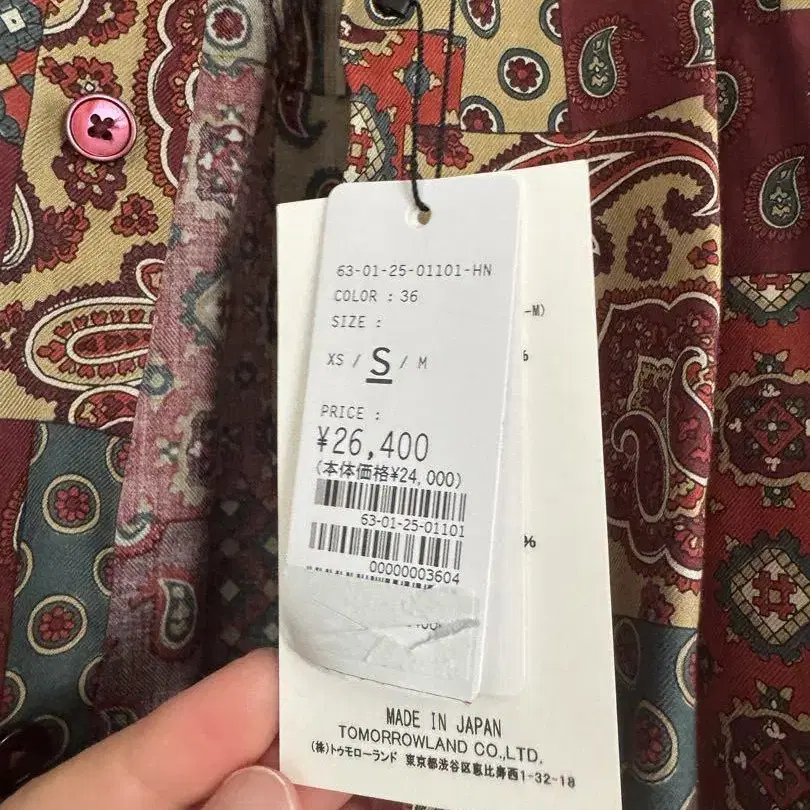 63-01-25-01101-HN
COLOR : 36
SIZE :
XS / S / M
PRICE :
¥26,400
(本体価格¥24,000)
63-01-25-01101
00000003604
-M)
%
%
MADE IN JAPAN
TOMORROWLAND CO.,LTD.
(株)トゥモローランド 東京都渋谷区恵比寿西1-32-18